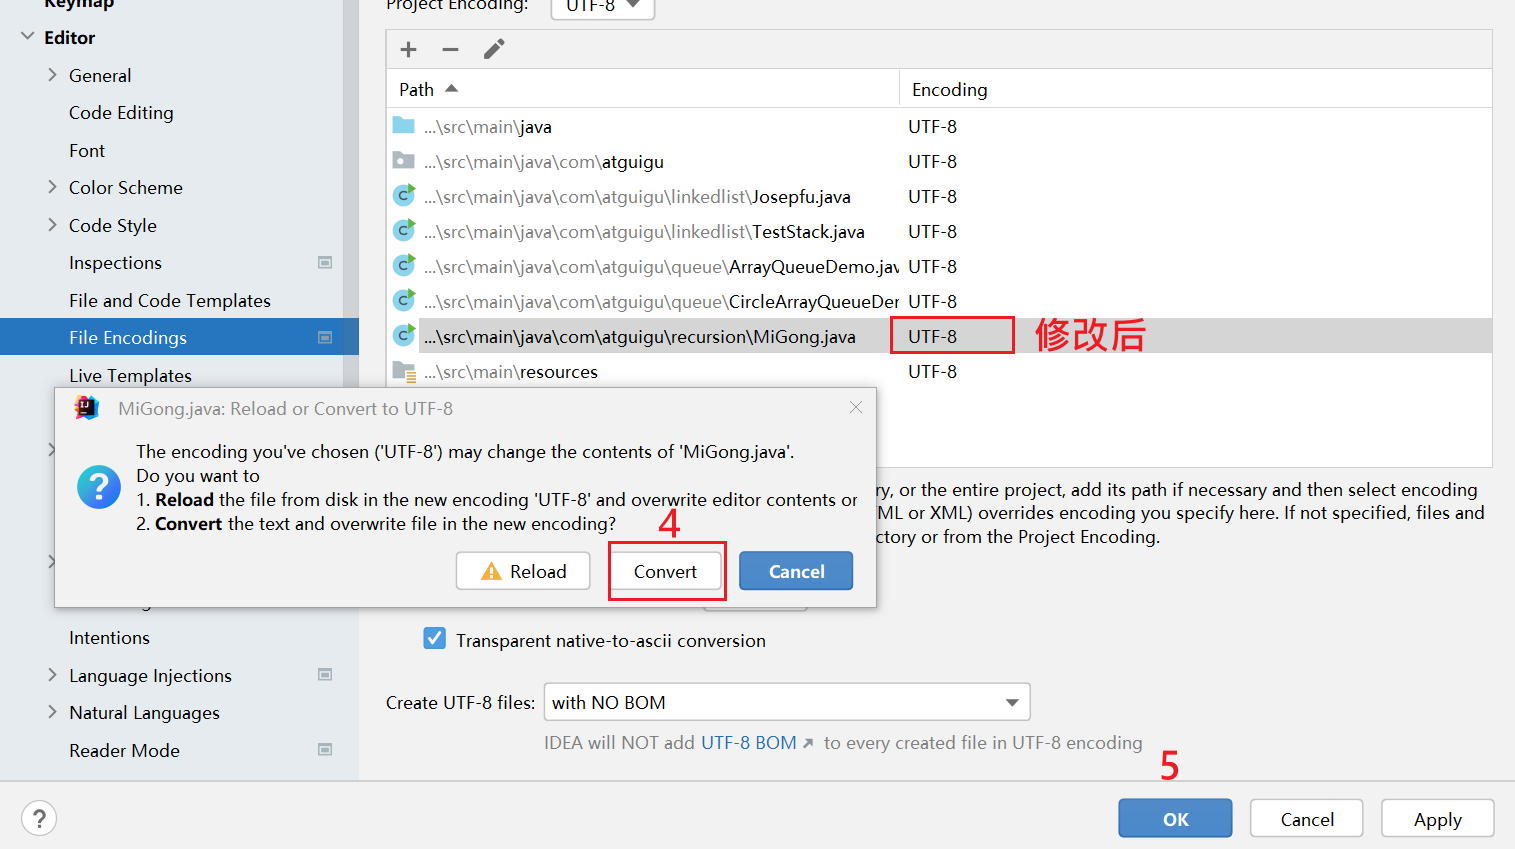 Keymap
Editor
General
Code Editing
Font
Color Scheme
Code Style
Inspections
File and Code Templates
File Encodings
Live Templates
Intentions
Language Injections
Natural Languages
Reader Mode
Project Encoding: UTF-8
Path Encoding
...\src\main\java UTF-8
...\src\main\java\com\atguigu UTF-8
...\src\main\java\com\atguigu\linkedlist\Josepfu.java UTF-8
...\src\main\java\com\atguigu\linkedlist\TestStack.java UTF-8
...\src\main\java\com\atguigu\queue\ArrayQueueDemo.jav UTF-8
...\src\main\java\com\atguigu\queue\CircleArrayQueueDer UTF-8
...\src\main\java\com\atguigu\recursion\MiGong.java UTF-8 修改后
...\src\main\resources UTF-8
MiGong.java: Reload or Convert to UTF-8
The encoding you've chosen ('UTF-8') may change the contents of 'MiGong.java'.
Do you want to
1. Reload the file from disk in the new encoding 'UTF-8' and overwrite editor contents or
2. Convert the text and overwrite file in the new encoding?
4
Reload Convert Cancel
ry, or the entire project, add its path if necessary and then select encoding
ML or XML) overrides encoding you specify here. If not specified, files and
ctory or from the Project Encoding.
Transparent native-to-ascii conversion
Create UTF-8 files: with NO BOM
IDEA will NOT add UTF-8 BOM to every created file in UTF-8 encoding
5
? OK Cancel Apply